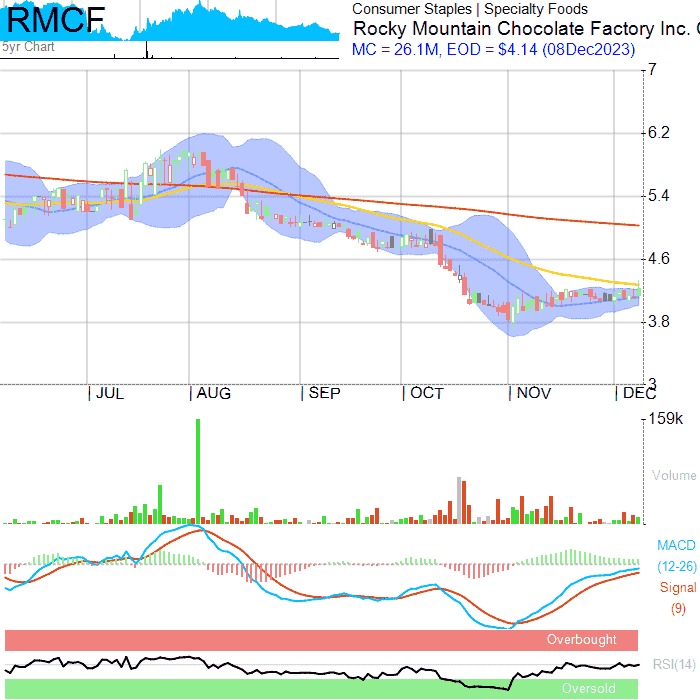 RMCF
5yr Chart
Consumer Staples | Specialty Foods
Rocky Mountain Chocolate Factory Inc. C
MC = 26.1M, EOD = $4.14 (08Dec2023)
7
6.2
5.4
4.6
3.8
3
JUL AUG SEP OCT NOV DEC
159k
Volume
MACD
(12-26)
Signal
(9)
Overbought
RSI(14)
Oversold